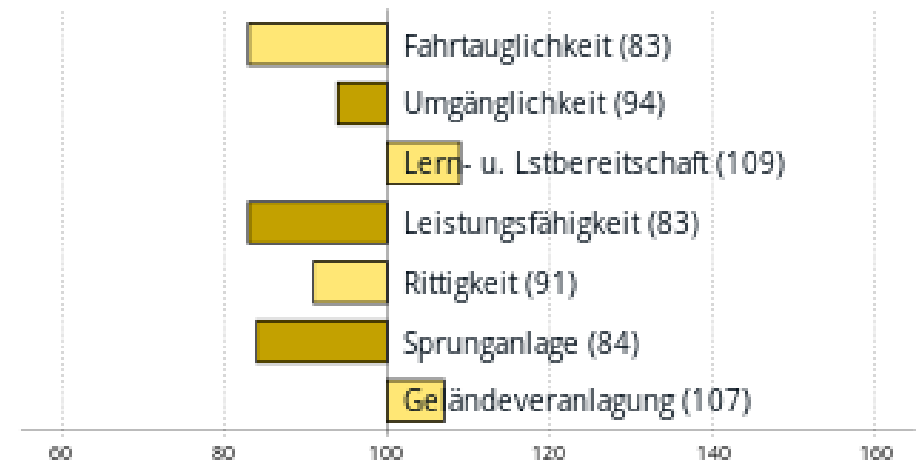 Fahrtauglichkeit (83)
Umgänglichkeit (94)
Lern- u. Lstbereitschaft (109)
Leistungsfähigkeit (83)
Rittigkeit (91)
Sprunganlage (84)
Geländeveranlagung (107)
60 80 100 120 140 160